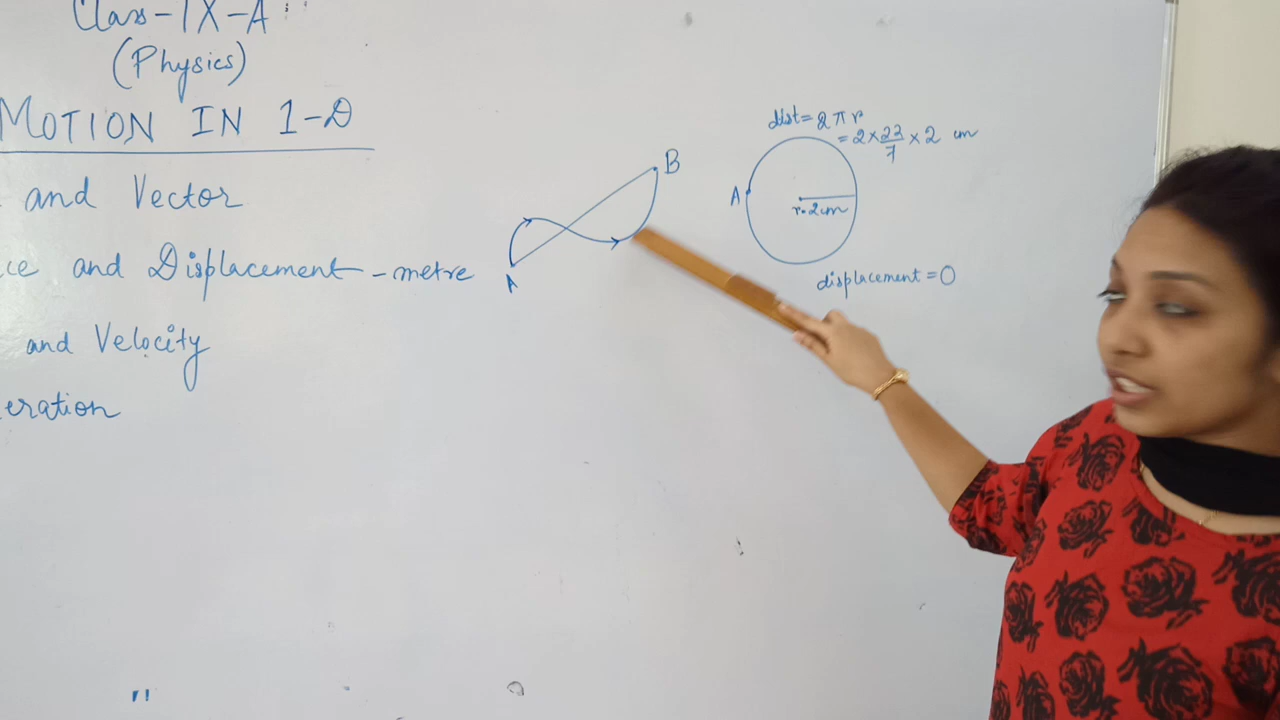 Class-IX-A
(Physics)
MOTION IN 1-D
and Vector
ce and Displacement - metre
and Velocity
eration
A
B
dist = 2πr
= 2 × 22/7 × 2 cm
A
r = 2cm
displacement = 0